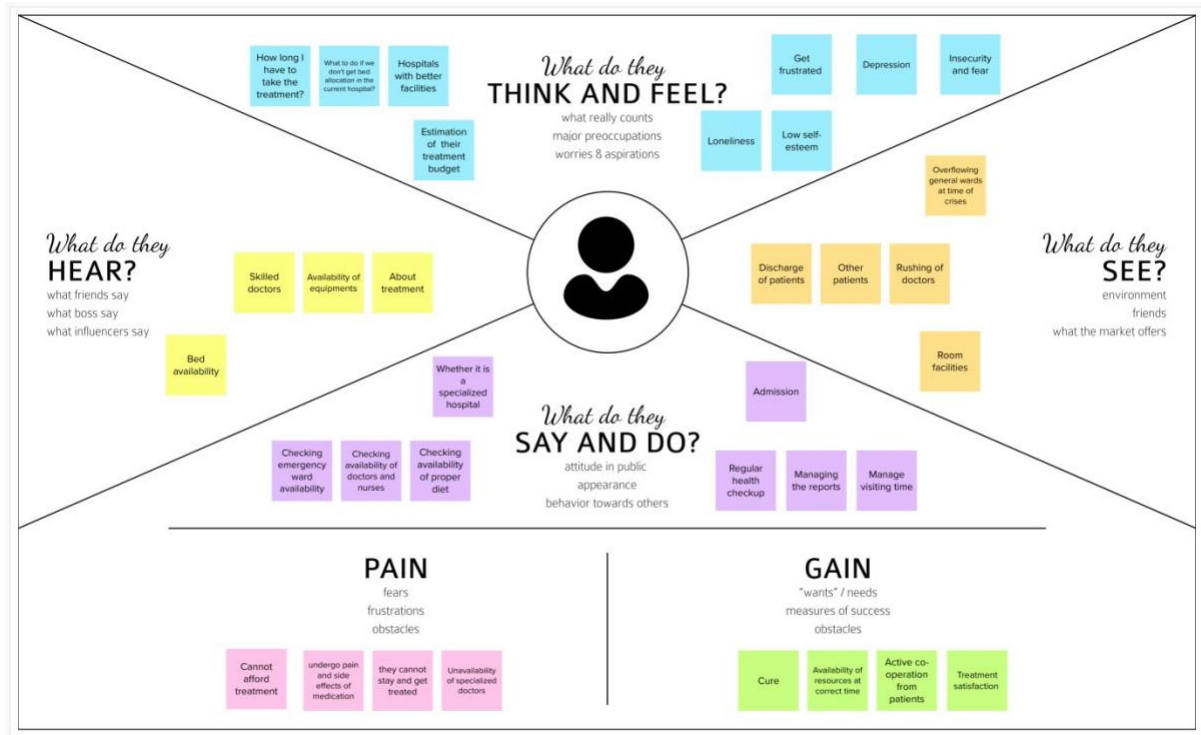 How long I
have to
take the
treatment?
What to do if we
don't get bed
allocation in the
current hospital?
Hospitals
with better
facilities
Estimation
of their
treatment
budget
What do they
THINK AND FEEL?
what really counts
major preoccupations
worries & aspirations
Get
frustrated
Depression
Insecurity
and fear
Loneliness
Low self-
esteem
What do they
HEAR?
what friends say
what boss say
what influencers say
Skilled
doctors
Availability of
equipments
About
treatment
Bed
availability
Overflowing
general wards
at time of
crises
Discharge
of patients
Other
patients
Rushing of
doctors
Room
facilities
What do they
SEE?
environment
friends
what the market offers
Whether it is
a
specialized
hospital
Checking
emergency
ward
availability
Checking
availability of
doctors and
nurses
Checking
availability
of proper
diet
What do they
SAY AND DO?
attitude in public
appearance
behavior towards others
Admission
Regular
health
checkup
Managing
the reports
Manage
visiting time
PAIN
fears
frustrations
obstacles
Cannot
afford
treatment
undergo pain
and side
effects of
medication
they cannot
stay and get
treated
Unavailability
of specialized
doctors
GAIN
"wants" / needs
measures of success
obstacles
Cure
Availability of
resources at
correct time
Active co-
operation
from
patients
Treatment
satisfaction